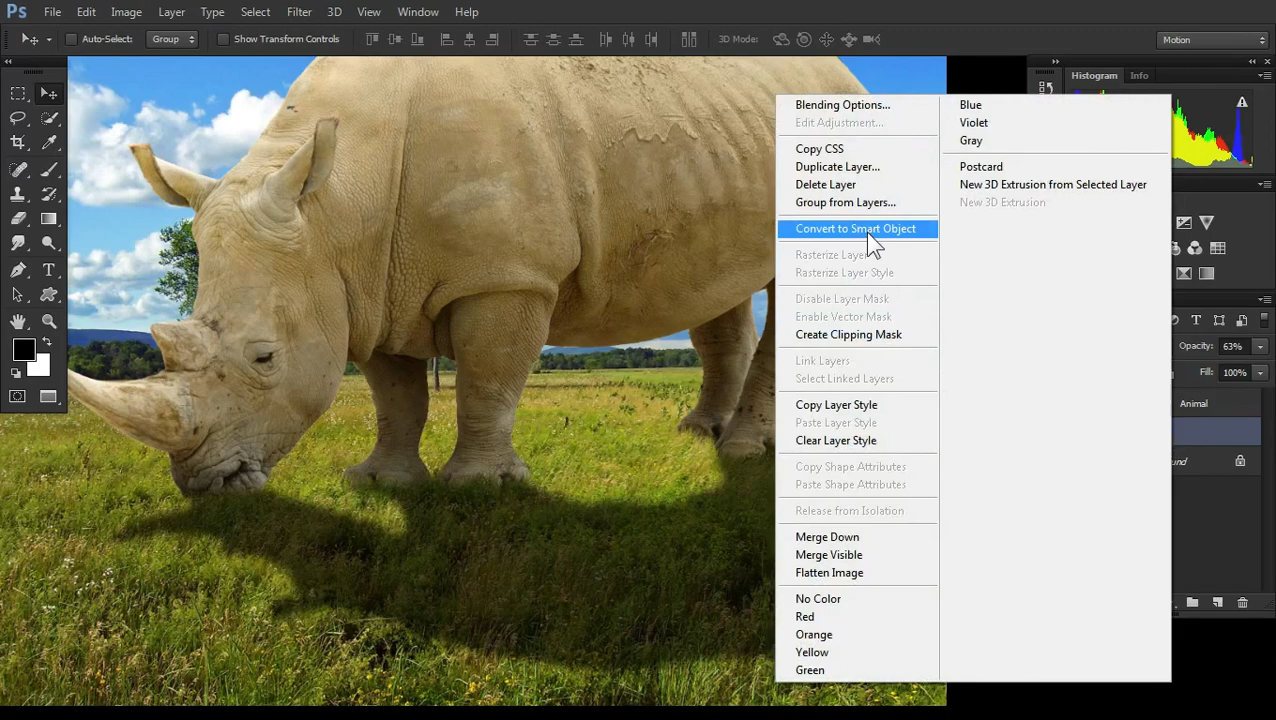 Ps File Edit Image Layer Type Select Filter 3D View Window Help
Auto-Select: Group Show Transform Controls 3D Mode: Motion
Histogram Info
Blending Options...
Edit Adjustment...
Copy CSS
Duplicate Layer...
Delete Layer
Group from Layers...
Convert to Smart Object
Rasterize Layer
Rasterize Layer Style
Disable Layer Mask
Enable Vector Mask
Create Clipping Mask
Link Layers
Select Linked Layers
Copy Layer Style
Paste Layer Style
Clear Layer Style
Copy Shape Attributes
Paste Shape Attributes
Release from Isolation
Merge Down
Merge Visible
Flatten Image
No Color
Red
Orange
Yellow
Green
Blue
Violet
Gray
Postcard
New 3D Extrusion from Selected Layer
New 3D Extrusion
Opacity: 63%
Fill: 100%
Animal